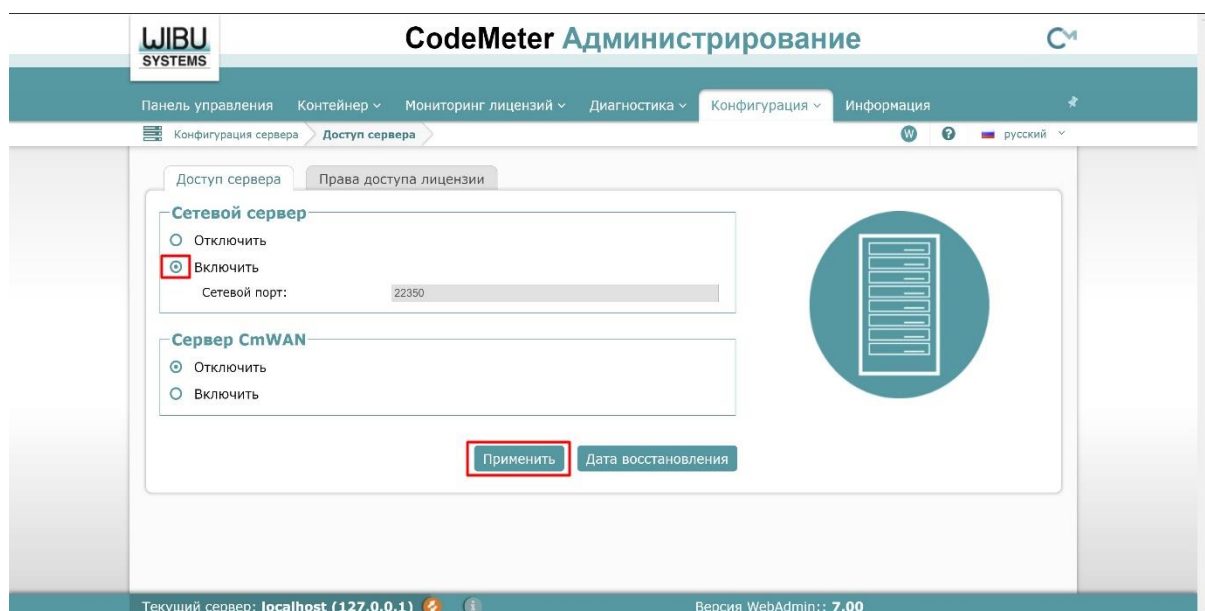 WIBU
SYSTEMS
CodeMeter Администрирование
Панель управления Контейнер Мониторинг лицензий Диагностика Конфигурация Информация
Конфигурация сервера Доступ сервера W ? русский
Доступ сервера Права доступа лицензии
Сетевой сервер
Отключить
Включить
Сетевой порт: 22350
Сервер CmWAN
Отключить
Включить
Применить Дата восстановления
Текущий сервер: localhost (127.0.0.1) i Версия WebAdmin:: 7.00